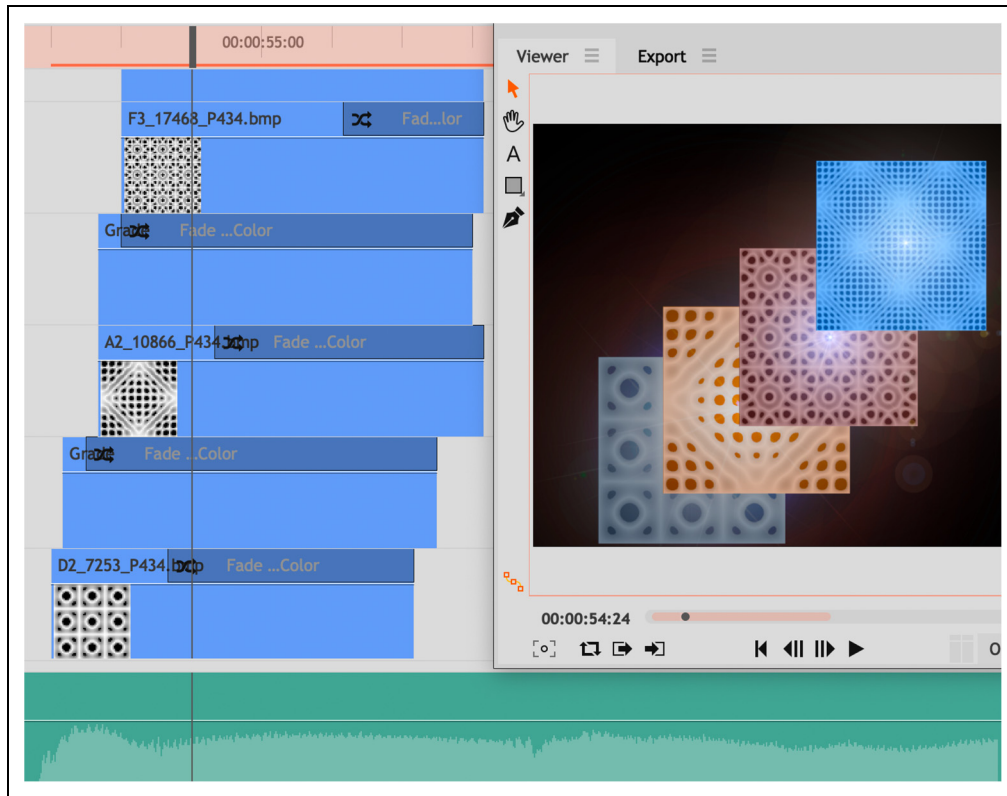 00:00:55:00
Viewer
Export
F3_17468_P434.bmp
Fad...lor
A
Fade ...Color
A2_10866_P434
Fade ...Color
Fade ...Color
00:00:54:24
D2_7253_P434.
Fade ...Color